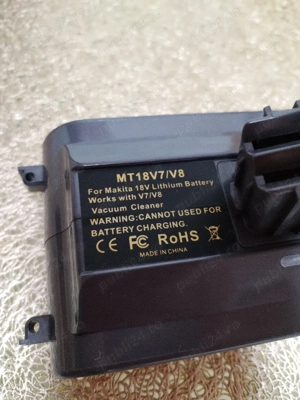 MT18V7/V8
For Makita 18V Lithium Battery
Works with V7/V8
Vacuum Cleaner
WARNING:CANNOT USED FOR
BATTERY CHARGING.
CE FC RoHS
MADE IN CHINA